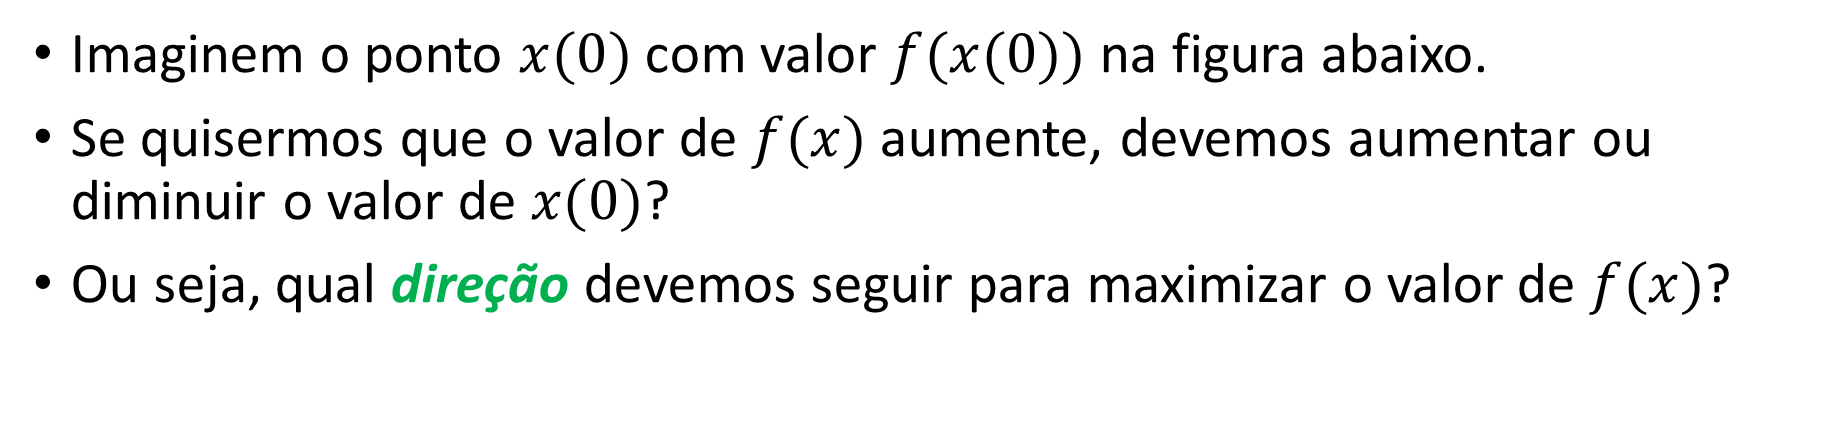 • Imaginem o ponto x(0) com valor f(x(0)) na figura abaixo.
• Se quisermos que o valor de f(x) aumente, devemos aumentar ou
diminuir o valor de x(0)?
• Ou seja, qual direção devemos seguir para maximizar o valor de f(x)?